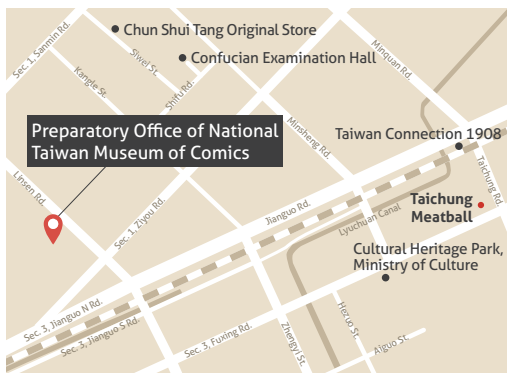 Chun Shui Tang Original Store
Sec. 1, Sanmin Rd.
Siwei St.
Confucian Examination Hall
Minquan Rd.
Kangle St.
Shifu Rd.
Preparatory Office of National
Taiwan Museum of Comics
Minsheng Rd.
Taiwan Connection 1908
Taichung Rd.
Linsen Rd.
Sec. 1, Ziyou Rd.
Jianguo Rd.
Lyuchuan Canal
Taichung
Meatball
Cultural Heritage Park,
Ministry of Culture
Sec. 3, Jianguo N Rd.
Sec. 3, Jianguo S Rd.
Sec. 3, Fuxing Rd.
Zhengyi St.
Hezuo St.
Aiguo St.